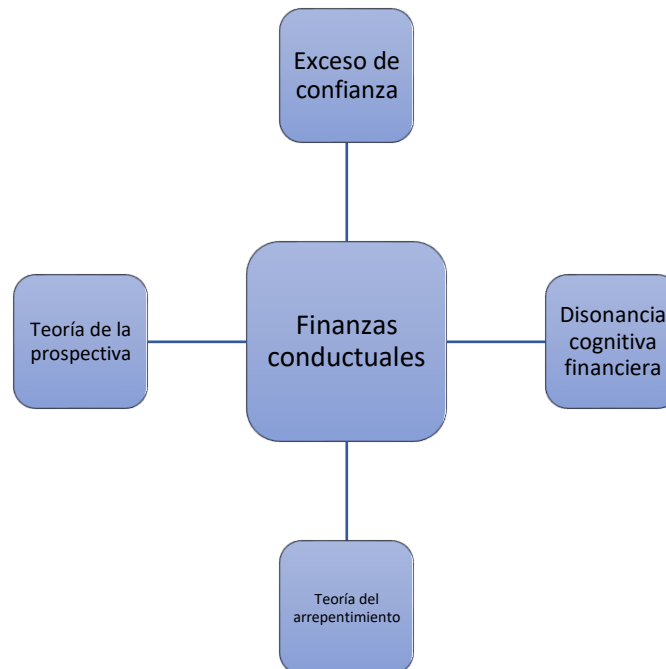 Exceso de
confianza
Teoría de la
prospectiva
Finanzas
conductuales
Disonancia
cognitiva
financiera
Teoría del
arrepentimiento